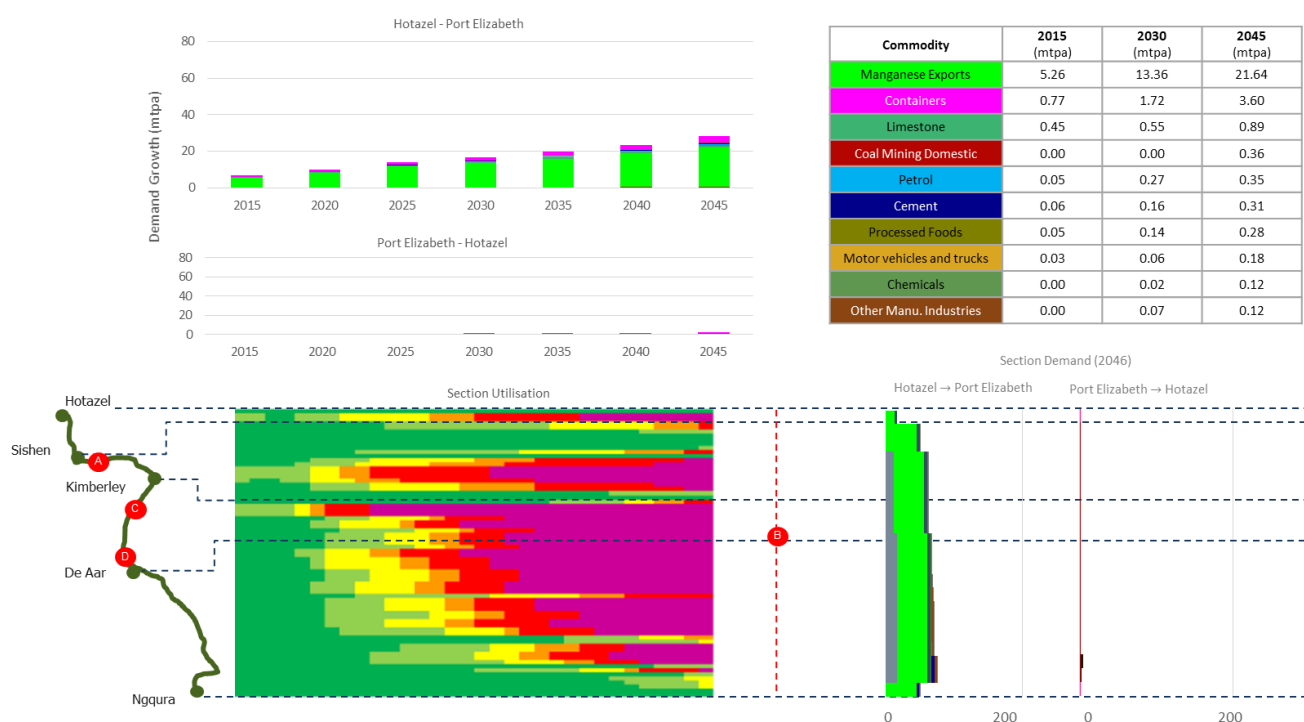 Hotazel - Port Elizabeth
80
60
40
20
0
2015 2020 2025 2030 2035 2040 2045
Demand Growth (mtpa)
Port Elizabeth - Hotazel
80
60
40
20
0
2015 2020 2025 2030 2035 2040 2045
Commodity 2015 (mtpa) 2030 (mtpa) 2045 (mtpa)
Manganese Exports 5.26 13.36 21.64
Containers 0.77 1.72 3.60
Limestone 0.45 0.55 0.89
Coal Mining Domestic 0.00 0.00 0.36
Petrol 0.05 0.27 0.35
Cement 0.06 0.16 0.31
Processed Foods 0.05 0.14 0.28
Motor vehicles and trucks 0.03 0.06 0.18
Chemicals 0.00 0.02 0.12
Other Manu. Industries 0.00 0.07 0.12
Section Demand (2046)
Hotazel → Port Elizabeth
Port Elizabeth → Hotazel
Section Utilisation
Hotazel
Sishen
A
Kimberley
C
B
D
De Aar
Ngqura
0 200 0 200